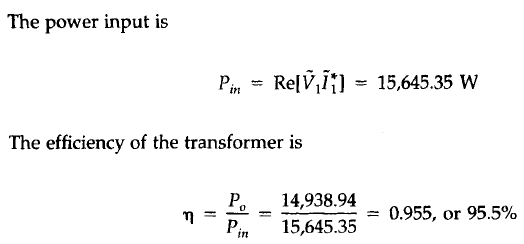 The power input is
P_in = Re[Ṽ₁Ĩ₁*] = 15,645.35 W
The efficiency of the transformer is
η = P_o / P_in = 14,938.94 / 15,645.35 = 0.955, or 95.5%